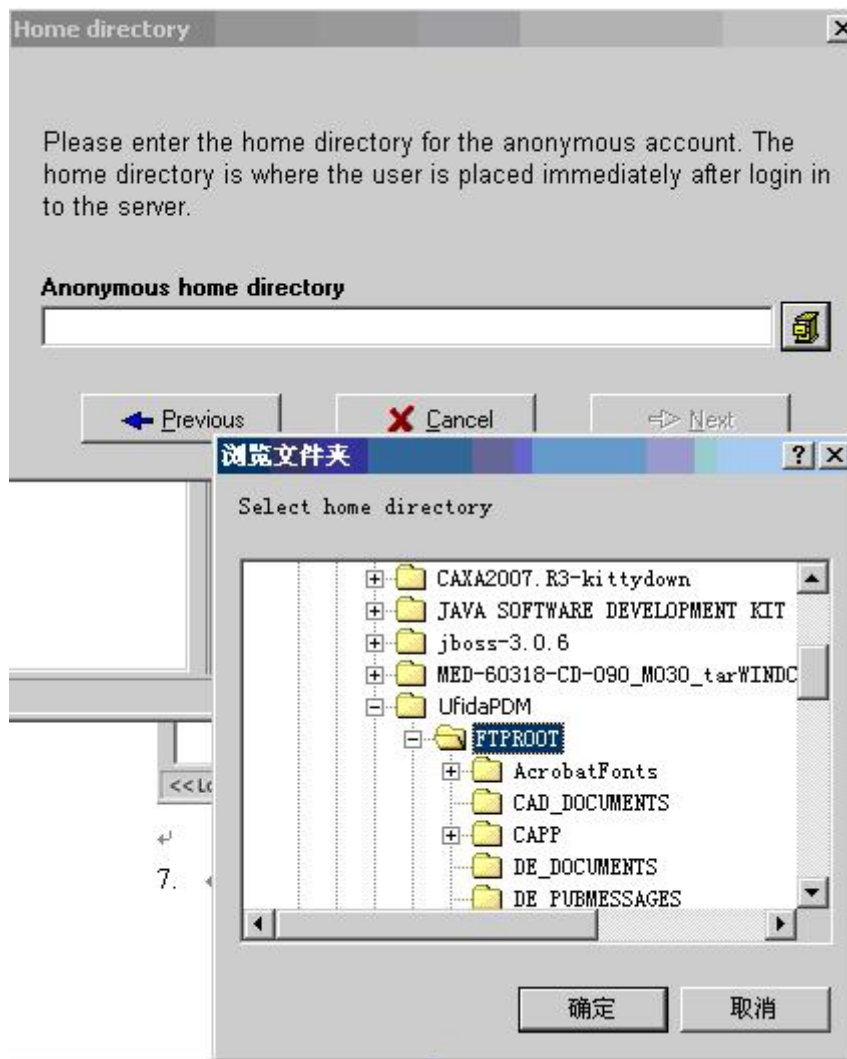 Home directory
Please enter the home directory for the anonymous account. The
home directory is where the user is placed immediately after login in
to the server.
Anonymous home directory
Previous
Cancel
Next
浏览文件夹
Select home directory
CAXA2007.R3-kittydown
JAVA SOFTWARE DEVELOPMENT KIT
jboss-3.0.6
MED-60318-CD-090_M030_tarWINDC
UfidaPDM
FTPROOT
AcrobatFonts
CAD_DOCUMENTS
CAPP
DE_DOCUMENTS
DE_PUBMESSAGES
<<Lo
7.
确定
取消